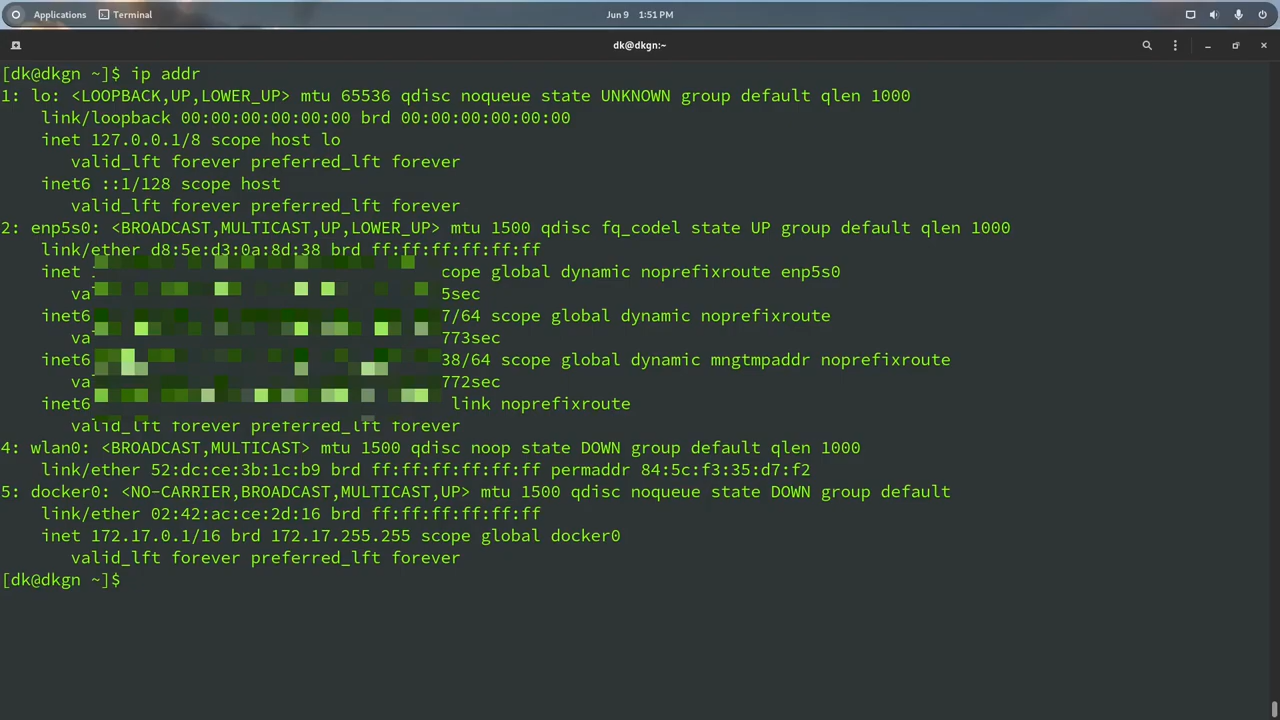 Applications Terminal Jun 9 1:51 PM
dk@dkgn:~
[dk@dkgn ~]$ ip addr
1: lo: <LOOPBACK,UP,LOWER_UP> mtu 65536 qdisc noqueue state UNKNOWN group default qlen 1000
link/loopback 00:00:00:00:00:00 brd 00:00:00:00:00:00
inet 127.0.0.1/8 scope host lo
valid_lft forever preferred_lft forever
inet6 ::1/128 scope host
valid_lft forever preferred_lft forever
2: enp5s0: <BROADCAST,MULTICAST,UP,LOWER_UP> mtu 1500 qdisc fq_codel state UP group default qlen 1000
link/ether d8:5e:d3:0a:8d:38 brd ff:ff:ff:ff:ff:ff
inet cope global dynamic noprefixroute enp5s0
va 5sec
inet6 7/64 scope global dynamic noprefixroute
va 773sec
inet6 38/64 scope global dynamic mngtmpaddr noprefixroute
va 772sec
inet6 link noprefixroute
valid_lft forever preferred_lft forever
4: wlan0: <BROADCAST,MULTICAST> mtu 1500 qdisc noop state DOWN group default qlen 1000
link/ether 52:dc:ce:3b:1c:b9 brd ff:ff:ff:ff:ff:ff permaddr 84:5c:f3:35:d7:f2
5: docker0: <NO-CARRIER,BROADCAST,MULTICAST,UP> mtu 1500 qdisc noqueue state DOWN group default
link/ether 02:42:ac:ce:2d:16 brd ff:ff:ff:ff:ff:ff
inet 172.17.0.1/16 brd 172.17.255.255 scope global docker0
valid_lft forever preferred_lft forever
[dk@dkgn ~]$